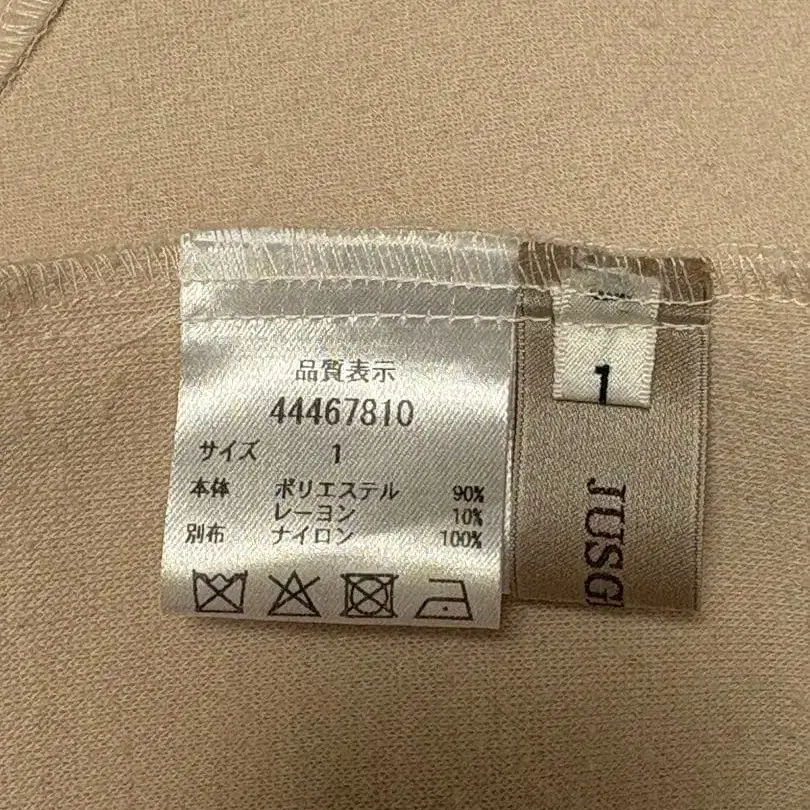 品質表示
44467810
サイズ 1
本体 ポリエステル 90%
レーヨン 10%
別布 ナイロン 100%
1